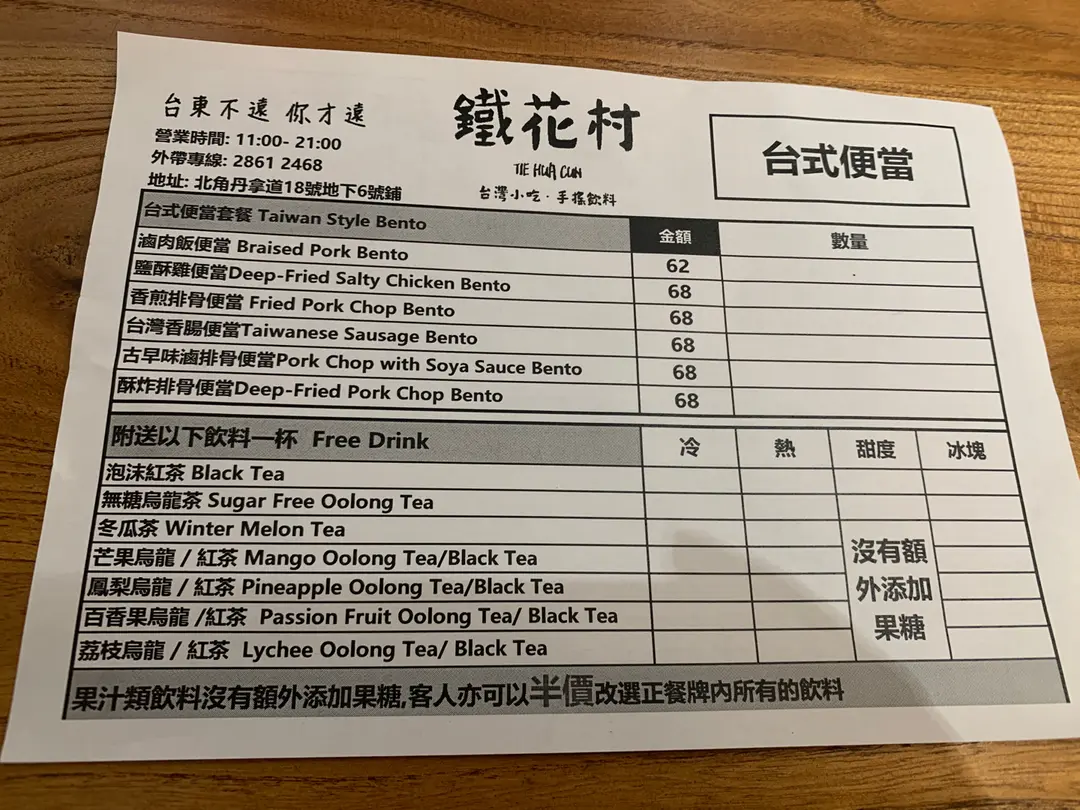 台東不遠 你才遠
營業時間: 11:00- 21:00
外帶專線: 2861 2468
地址: 北角丹拿道18號地下6號鋪
鐵花村
TIE HUA CUN
台灣小吃·手搖飲料
台式便當
台式便當套餐 Taiwan Style Bento 金額 數量
滷肉飯便當 Braised Pork Bento 62
鹽酥雞便當Deep-Fried Salty Chicken Bento 68
香煎排骨便當 Fried Pork Chop Bento 68
台灣香腸便當Taiwanese Sausage Bento 68
古早味滷排骨便當Pork Chop with Soya Sauce Bento 68
酥炸排骨便當Deep-Fried Pork Chop Bento 68
附送以下飲料一杯 Free Drink 冷 熱 甜度 冰塊
泡沫紅茶 Black Tea
無糖烏龍茶 Sugar Free Oolong Tea
冬瓜茶 Winter Melon Tea
芒果烏龍 / 紅茶 Mango Oolong Tea/Black Tea
鳳梨烏龍 / 紅茶 Pineapple Oolong Tea/Black Tea
百香果烏龍 /紅茶 Passion Fruit Oolong Tea/ Black Tea
荔枝烏龍 / 紅茶 Lychee Oolong Tea/ Black Tea
沒有額
外添加
果糖
果汁類飲料沒有額外添加果糖,客人亦可以半價改選正餐牌內所有的飲料